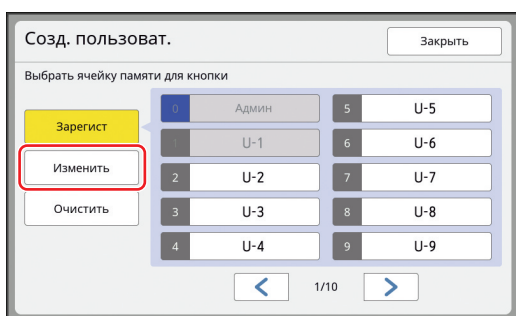 Созд. пользоват.
Закрыть
Выбрать ячейку памяти для кнопки
Зарегист
Изменить
Очистить
0 Админ
1 U-1
2 U-2
3 U-3
4 U-4
5 U-5
6 U-6
7 U-7
8 U-8
9 U-9
1/10